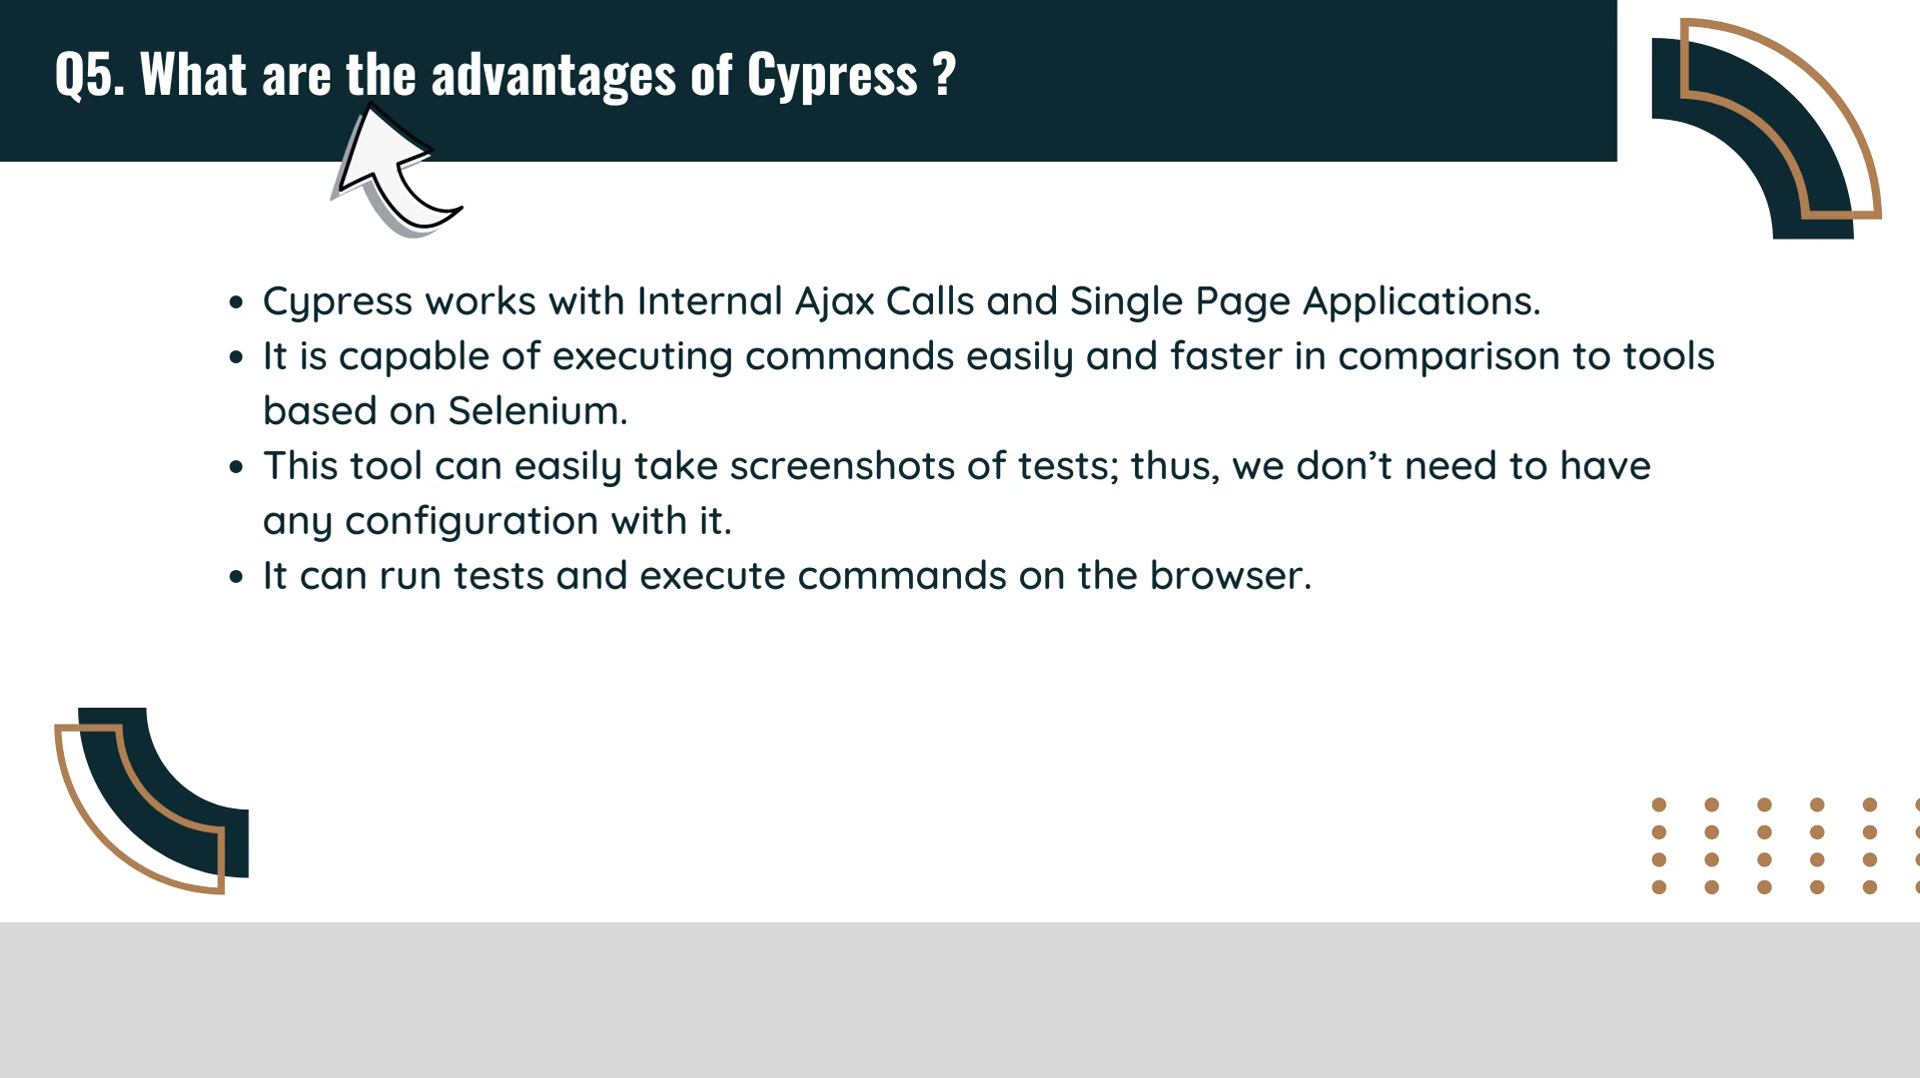 Q5. What are the advantages of Cypress ?
• Cypress works with Internal Ajax Calls and Single Page Applications.
• It is capable of executing commands easily and faster in comparison to tools
based on Selenium.
• This tool can easily take screenshots of tests; thus, we don’t need to have
any configuration with it.
• It can run tests and execute commands on the browser.